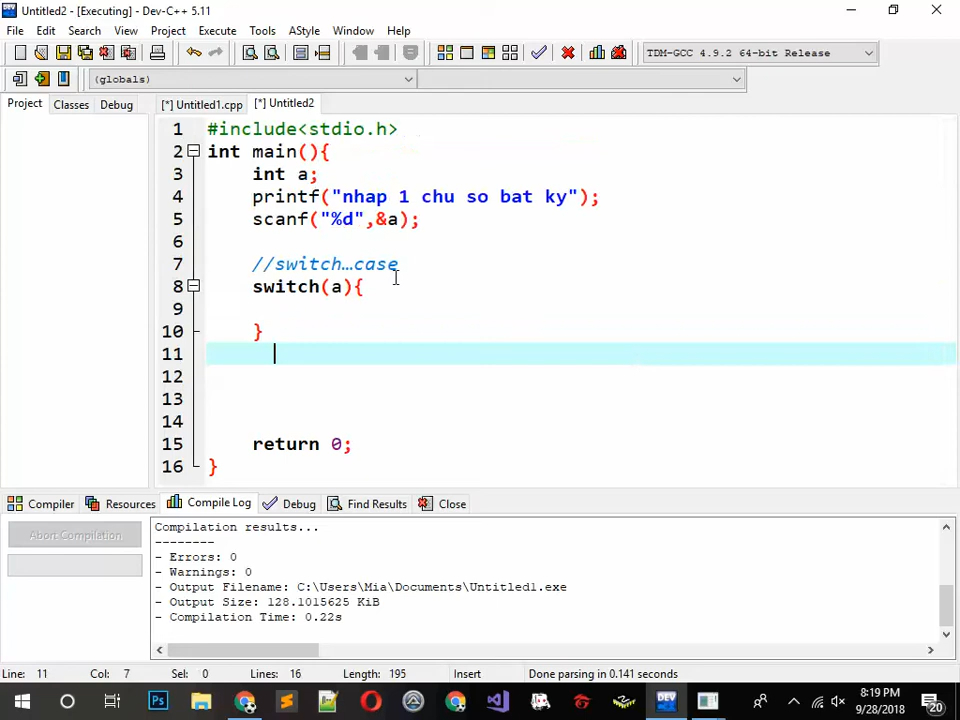 Untitled2 - [Executing] - Dev-C++ 5.11
File Edit Search View Project Execute Tools AStyle Window Help
TDM-GCC 4.9.2 64-bit Release
(globals)
Project Classes Debug [*] Untitled1.cpp [*] Untitled2
1 #include<stdio.h>
2 int main(){
3 int a;
4 printf("nhap 1 chu so bat ky");
5 scanf("%d",&a);
6
7 //switch…case
8 switch(a){
9
10 }
11
12
13
14
15 return 0;
16 }
Compiler Resources Compile Log Debug Find Results Close
Abort Compilation
Compilation results...
--------
- Errors: 0
- Warnings: 0
- Output Filename: C:\Users\Mia\Documents\Untitled1.exe
- Output Size: 128.1015625 KiB
- Compilation Time: 0.22s
Line: 11 Col: 7 Sel: 0 Lines: 16 Length: 195 Insert Done parsing in 0.141 seconds
Ps
DEV
8:19 PM
9/28/2018
20